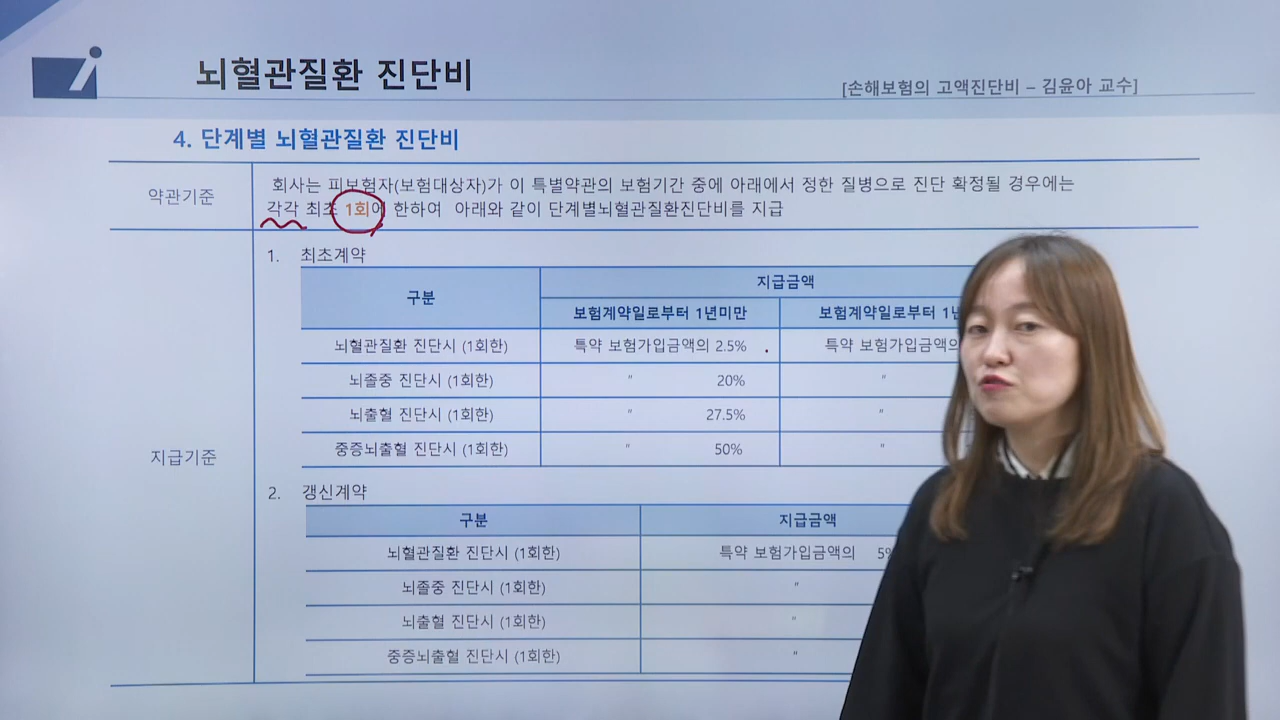 뇌혈관질환 진단비
[손해보험의 고액진단비 – 김윤아 교수]
4. 단계별 뇌혈관질환 진단비
약관기준
회사는 피보험자(보험대상자)가 이 특별약관의 보험기간 중에 아래에서 정한 질병으로 진단 확정될 경우에는
각각 최초 1회에 한하여 아래와 같이 단계별뇌혈관질환진단비를 지급
지급기준
1. 최초계약
구분 지급금액
보험계약일로부터 1년미만 보험계약일로부터
뇌혈관질환 진단시 (1회한) 특약 보험가입금액의 2.5% 특약 보험가입금액의
뇌졸중 진단시 (1회한) " 20% "
뇌출혈 진단시 (1회한) " 27.5% "
중증뇌출혈 진단시 (1회한) " 50% "
2. 갱신계약
구분 지급금액
뇌혈관질환 진단시 (1회한) 특약 보험가입금액의 5%
뇌졸중 진단시 (1회한) "
뇌출혈 진단시 (1회한) "
중증뇌출혈 진단시 (1회한) "